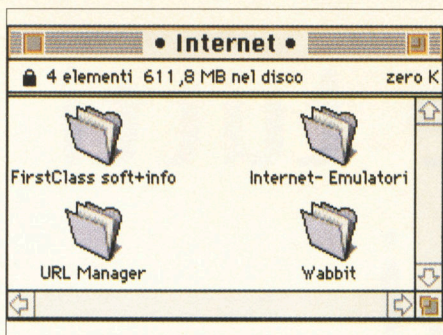 • Internet •
4 elementi 611,8 MB nel disco zero K
FirstClass soft+info Internet- Emulatori
URL Manager Wabbit